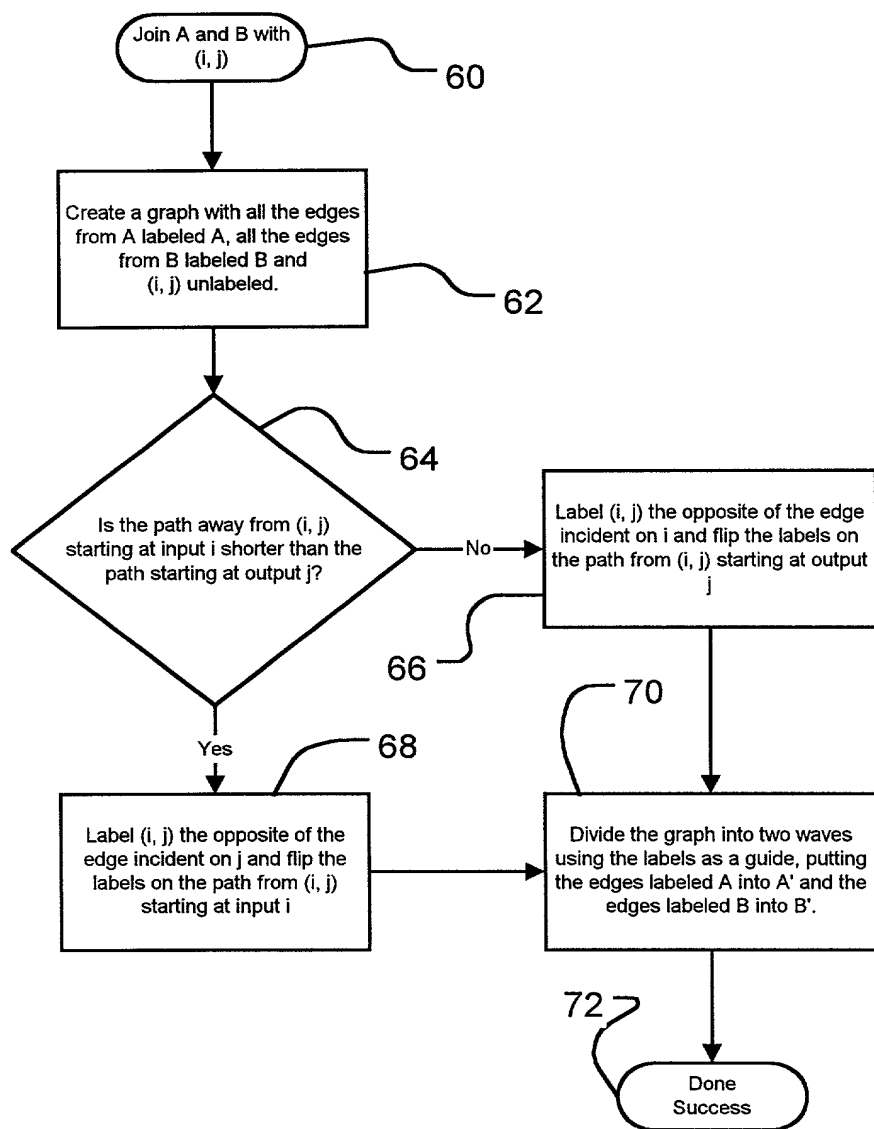 Join A and B with
(i, j)
60
Create a graph with all the edges
from A labeled A, all the edges
from B labeled B and
(i, j) unlabeled.
62
64
Is the path away from (i, j)
starting at input i shorter than the
path starting at output j?
No
Label (i, j) the opposite of the edge
incident on i and flip the labels on
the path from (i, j) starting at output
j
66
Yes
68
Label (i, j) the opposite of the
edge incident on j and flip the
labels on the path from (i, j)
starting at input i
70
Divide the graph into two waves
using the labels as a guide, putting
the edges labeled A into A' and the
edges labeled B into B'.
72
Done
Success